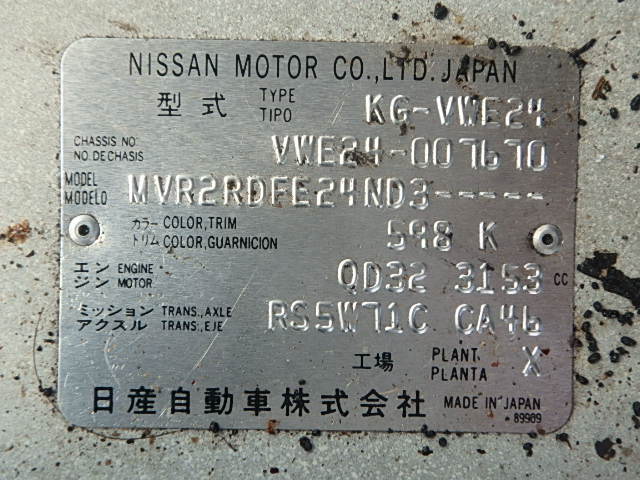 NISSAN MOTOR CO.,LTD. JAPAN
型式 TYPE TIPO KG-VWE24
CHASSIS NO. NO DE CHASIS VWE24-007670
MODEL MODELO MVR2RDFE24ND3-----
カラー トリム COLOR,TRIM COLOR,GUARNICION 598 K
エンジン ENGINE MOTOR QD32 3153 CC
ミッション アクスル TRANS.,AXLE TRANS.,EJE RS5W71C CA46
工場 PLANT PLANTA X
日産自動車株式会社 MADE IN JAPAN
89909